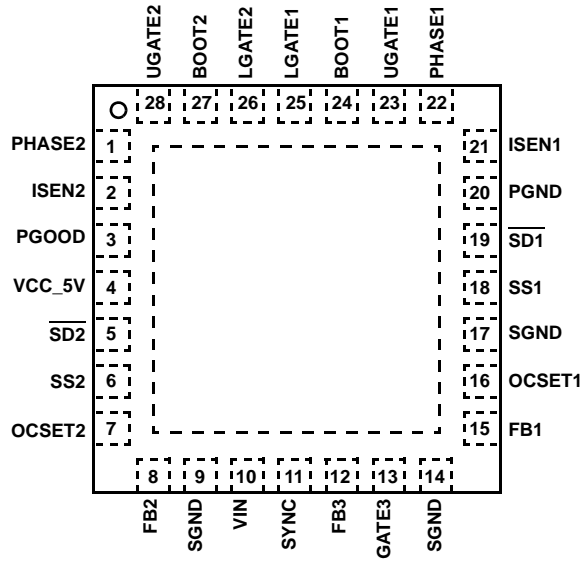 UGATE2
BOOT2
LGATE2
LGATE1
BOOT1
UGATE1
PHASE1
28
27
26
25
24
23
22
PHASE2 1
ISEN2 2
PGOOD 3
VCC_5V 4
SD2 5
SS2 6
OCSET2 7
21 ISEN1
20 PGND
19 SD1
18 SS1
17 SGND
16 OCSET1
15 FB1
8
9
10
11
12
13
14
FB2
SGND
VIN
SYNC
FB3
GATE3
SGND